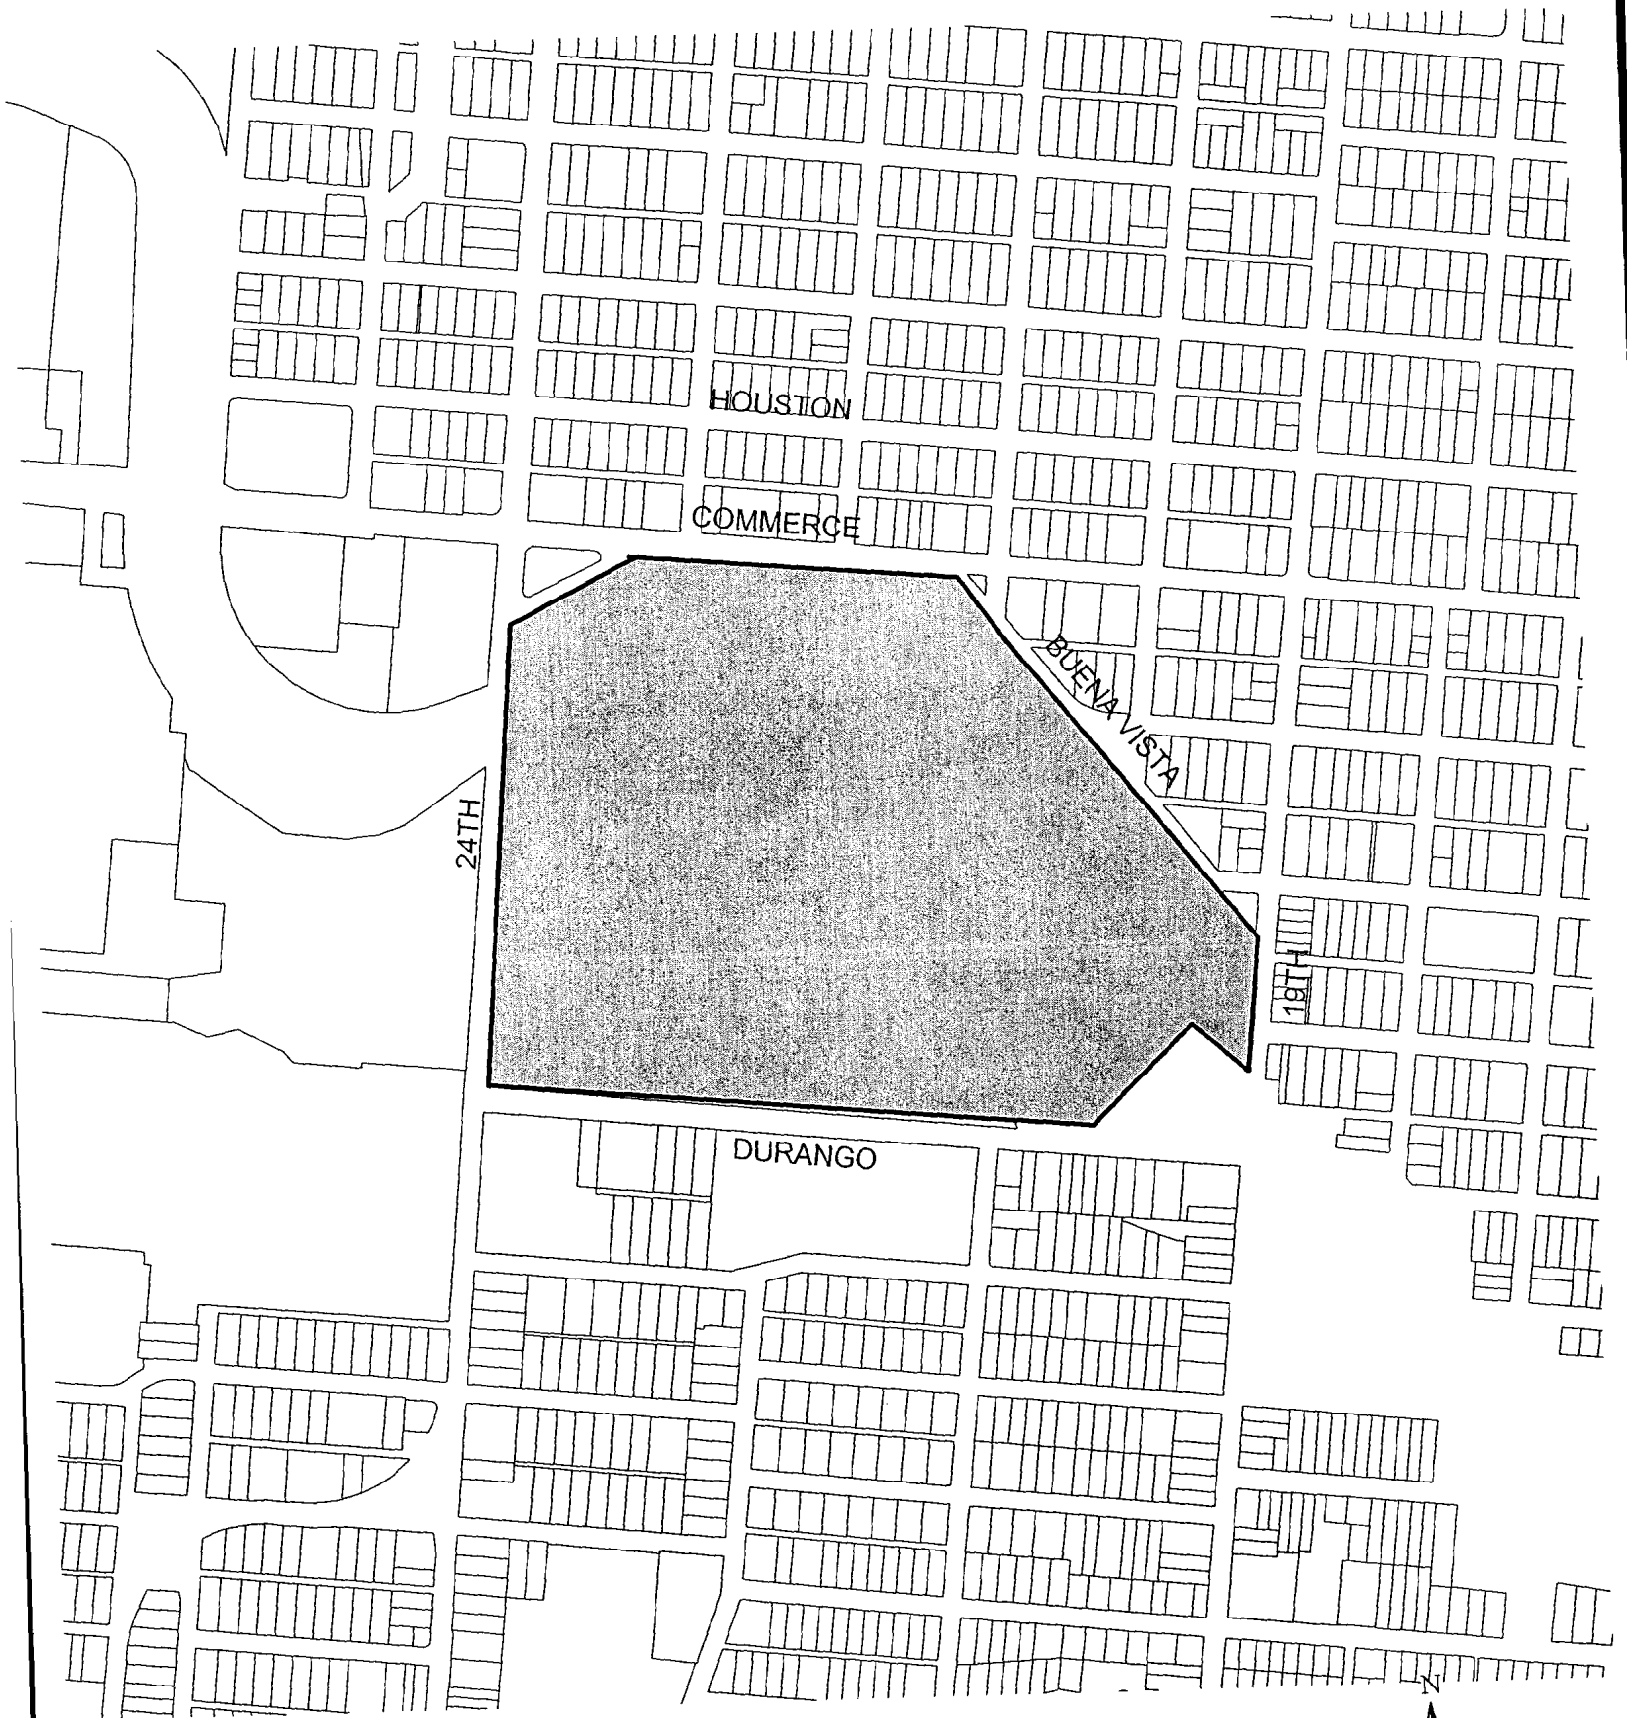 HOUSTON
COMMERCE
BUENA VISTA
24TH
19TH
DURANGO
N